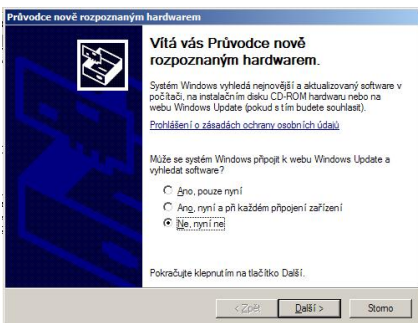 Průvodce nově rozpoznaným hardwarem
Vítá vás Průvodce nově
rozpoznaným hardwarem.
Systém Windows vyhledá nejnovější a aktualizovaný software v
počítači, na instalačním disku CD-ROM hardwaru nebo na
webu Windows Update (pokud s tím budete souhlasit).
Prohlášení o zásadách ochrany osobních údajů
Může se systém Windows připojit k webu Windows Update a
vyhledat software?
Ano, pouze nyní
Ano, nyní a při každém připojení zařízení
Ne, nyní ne
Pokračujte klepnutím na tlačítko Další.
< Zpět
Další >
Storno